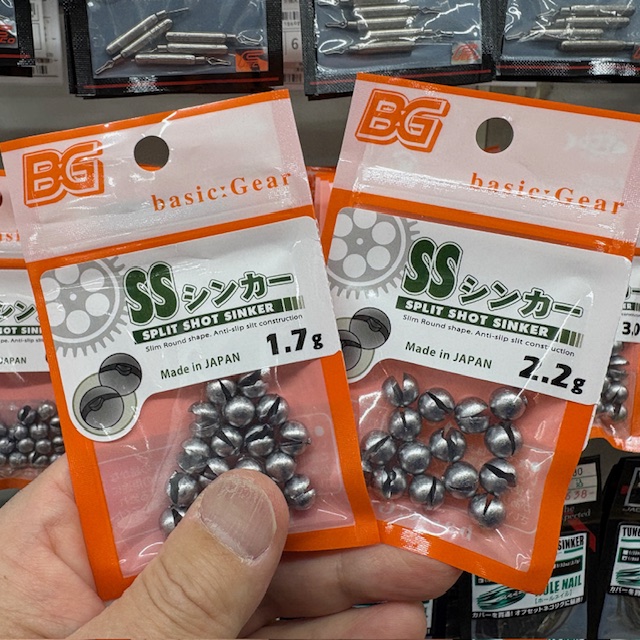 BG
basic:Gear
SSシンカー
SPLIT SHOT SINKER
Slim Round shape. Anti-slip slit construction
1.7g
Made in JAPAN
BG
basic:Gear
SSシンカー
SPLIT SHOT SINKER
Slim Round shape. Anti-slip slit construction
Made in JAPAN
2.2g